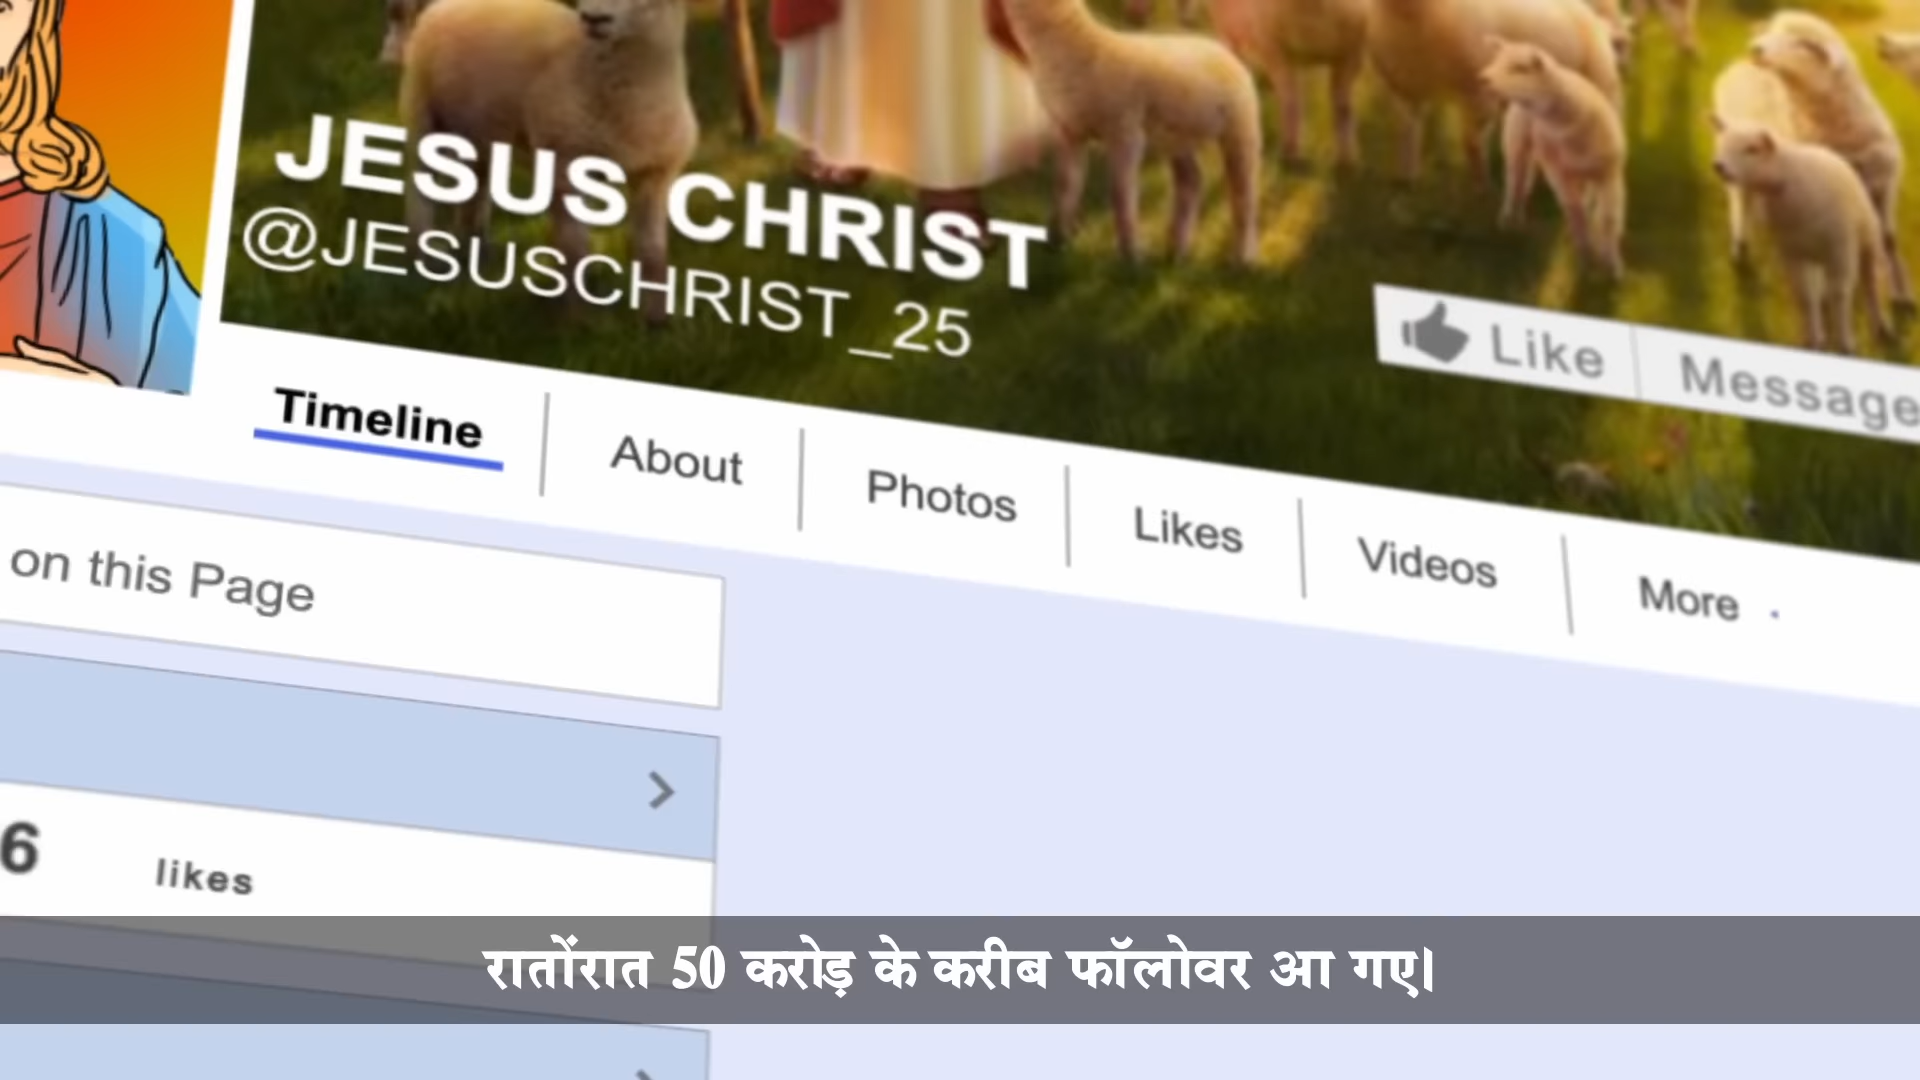 JESUS CHRIST
@JESUSCHRIST_25
Like
Message
Timeline
About
Photos
Likes
Videos
More
on this Page
6 likes
रातोंरात 50 करोड़ के करीब फॉलोवर आ गए।